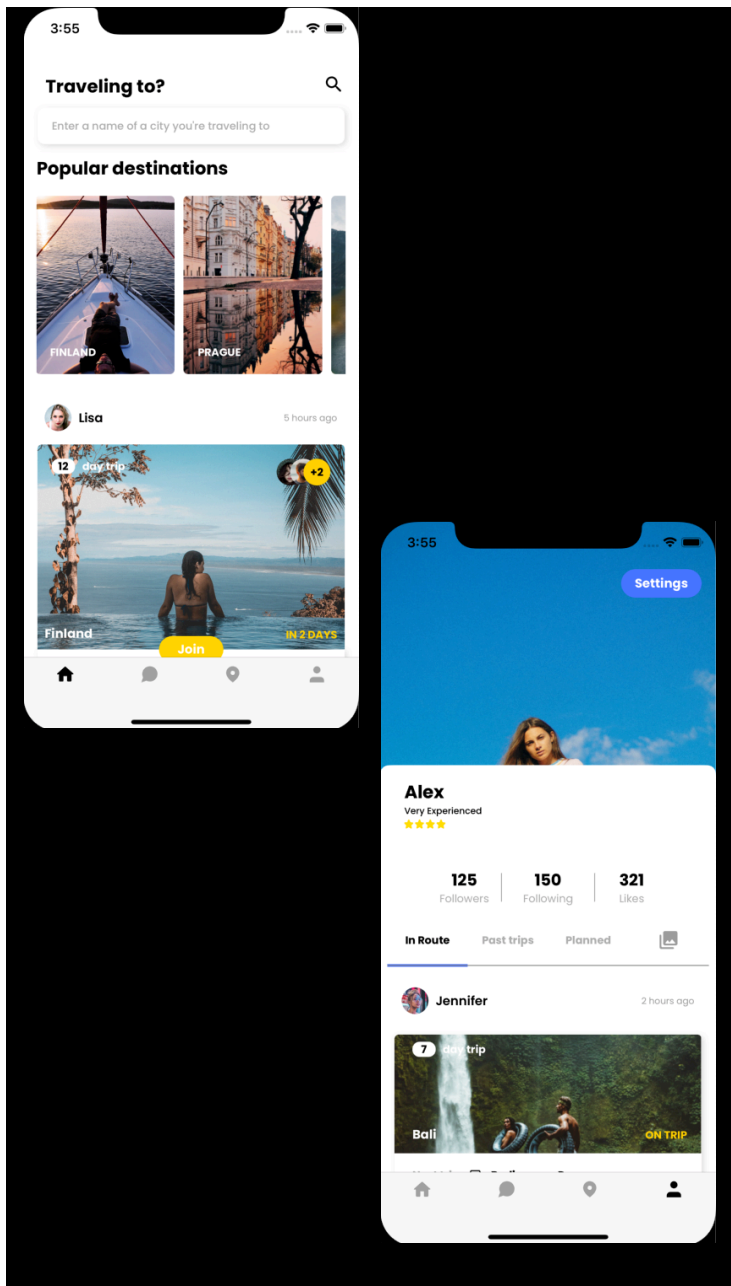 3:55
Traveling to?
Enter a name of a city you're traveling to
Popular destinations
FINLAND
PRAGUE
Lisa
5 hours ago
12 day trip
+2
Finland
IN 2 DAYS
Join
3:55
Settings
Alex
Very Experienced
125
150
321
Followers
Following
Likes
In Route
Past trips
Planned
Jennifer
2 hours ago
7 day trip
Bali
ON TRIP